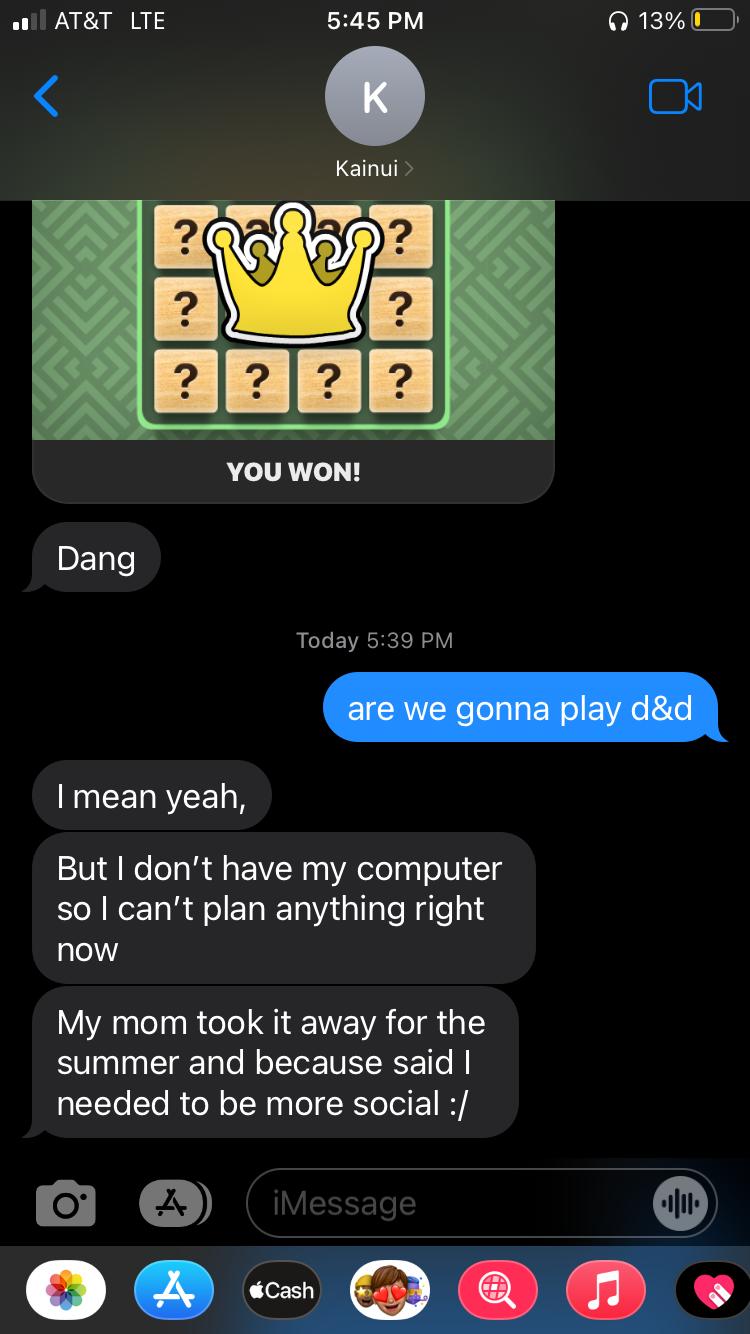 AT&T LTE 5:45 PM 13%
K
Kainui
? ? ? ?
? ?
? ? ? ?
YOU WON!
Dang
Today 5:39 PM
are we gonna play d&d
I mean yeah,
But I don't have my computer
so I can't plan anything right
now
My mom took it away for the
summer and because said I
needed to be more social :/
iMessage
Cash